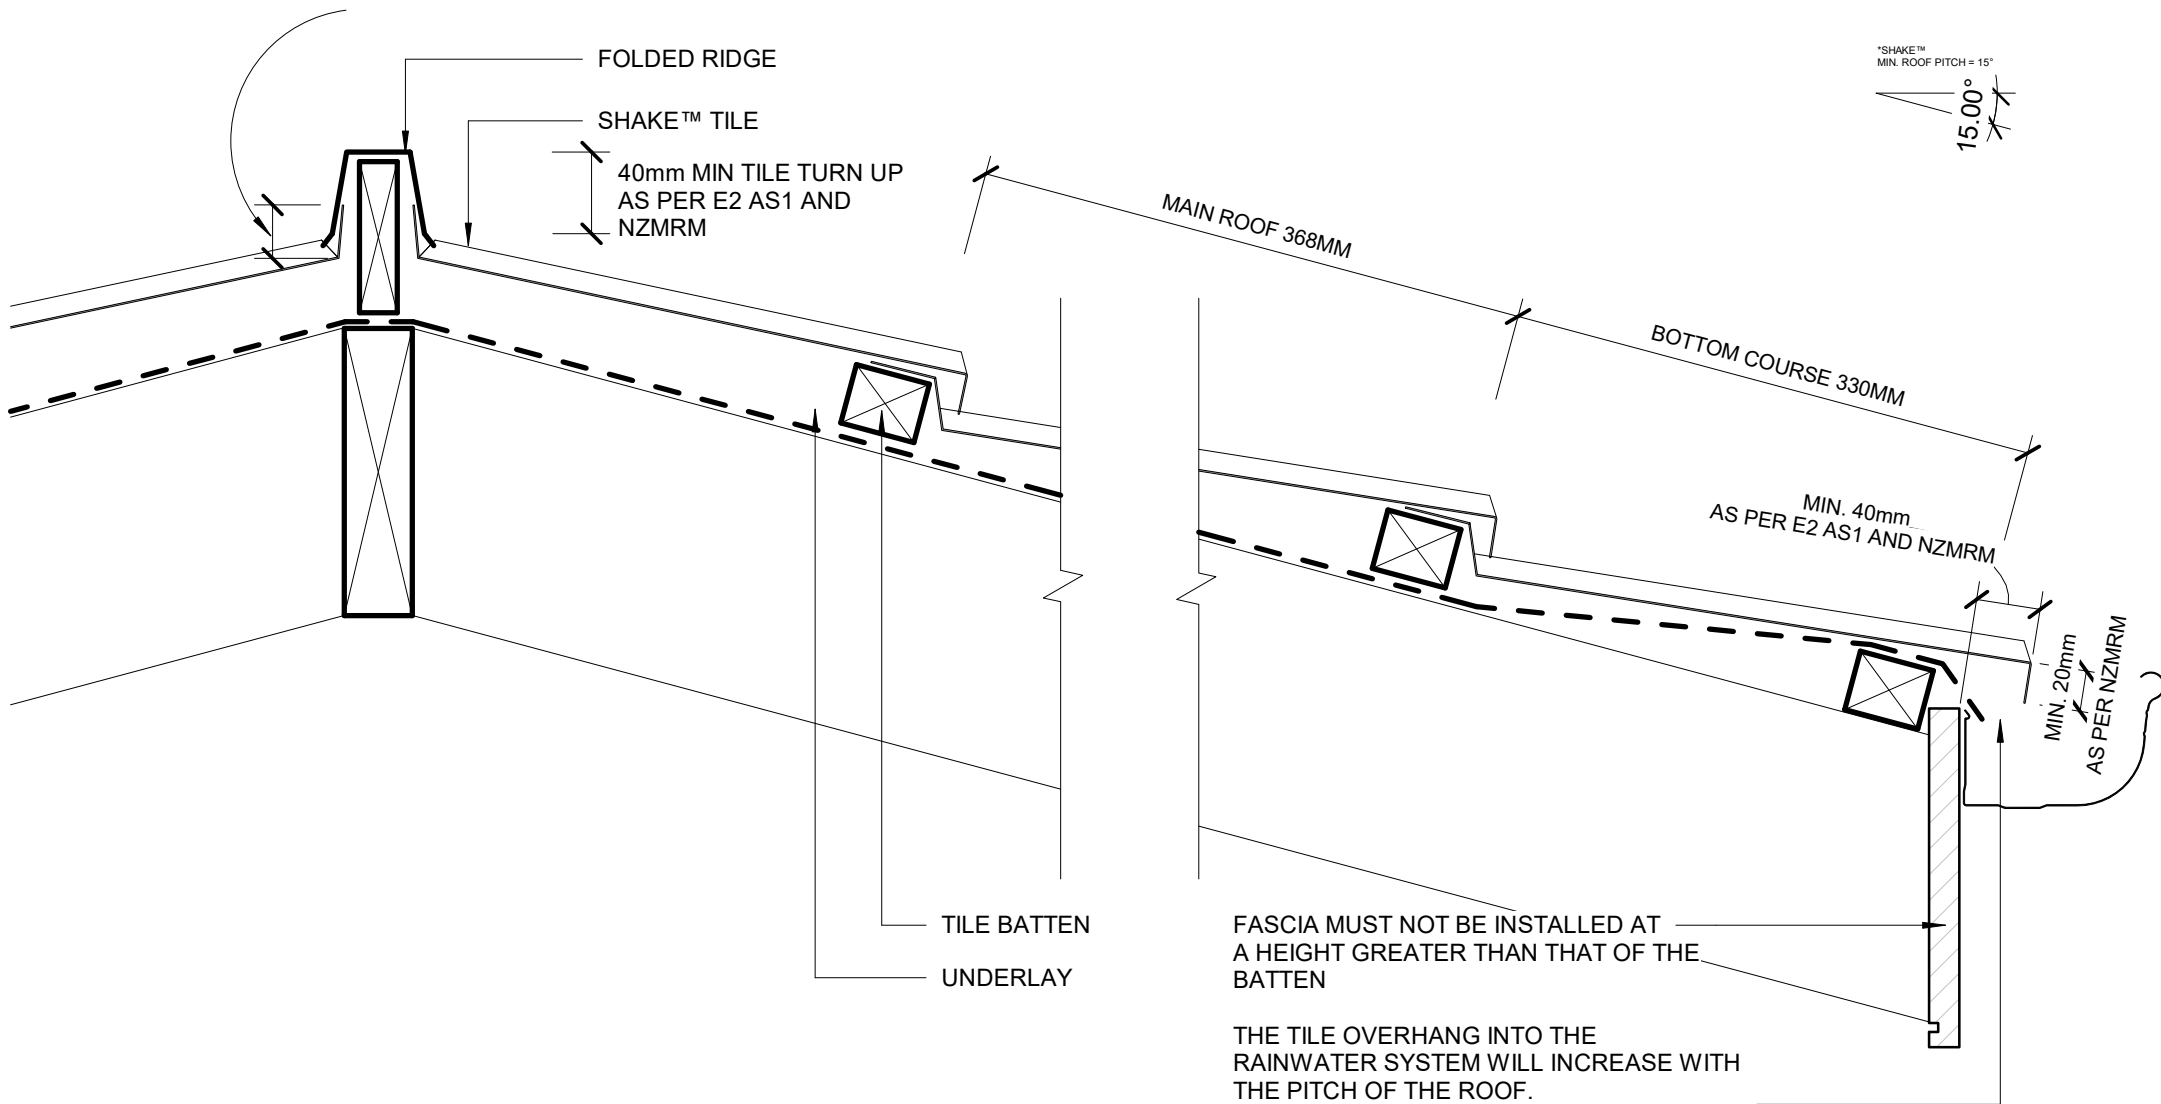 FOLDED RIDGE
SHAKE™ TILE
40mm MIN TILE TURN UP
AS PER E2 AS1 AND
NZMRM
*SHAKE™
MIN. ROOF PITCH = 15°
15.00°
MAIN ROOF 368MM
BOTTOM COURSE 330MM
MIN. 40mm
AS PER E2 AS1 AND NZMRM
MIN. 20mm
AS PER NZMRM
TILE BATTEN
UNDERLAY
FASCIA MUST NOT BE INSTALLED AT
A HEIGHT GREATER THAN THAT OF THE
BATTEN
THE TILE OVERHANG INTO THE
RAINWATER SYSTEM WILL INCREASE WITH
THE PITCH OF THE ROOF.